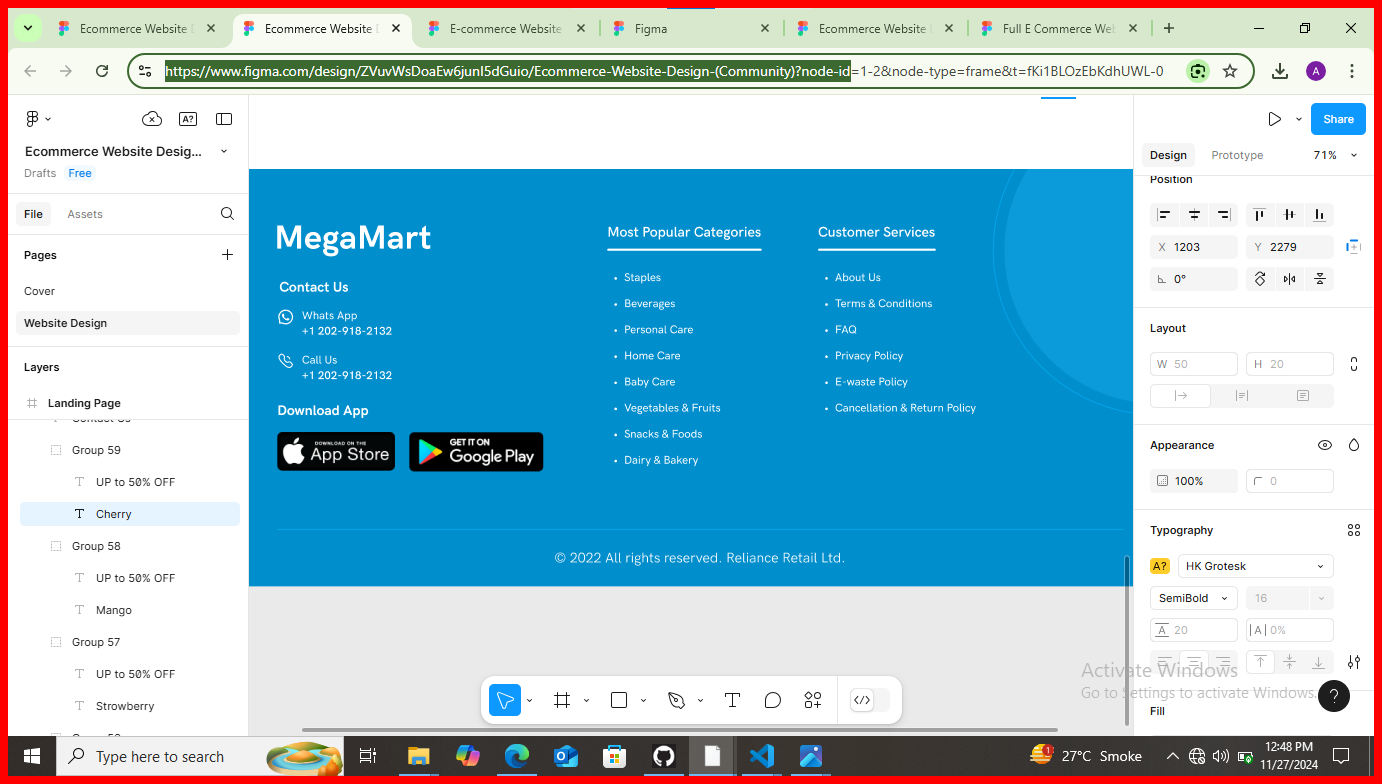 Ecommerce Website D
Ecommerce Website D
E-commerce Website
Figma
Ecommerce Website
Full E Commerce Web
https://www.figma.com/design/ZVuvWsDoaEw6junI5dGuio/Ecommerce-Website-Design-(Community)?node-id=1-2&node-type=frame&t=fKi1BLOzEbKdhUWL-0
A
A?
Share
Ecommerce Website Desig...
Drafts Free
Design Prototype 71%
File Assets
Pages
Cover
Website Design
Layers
Landing Page
Contact Us
Group 59
UP to 50% OFF
Cherry
Group 58
UP to 50% OFF
Mango
Group 57
UP to 50% OFF
Strowberry
MegaMart
Contact Us
Whats App
+1 202-918-2132
Call Us
+1 202-918-2132
Download App
DOWNLOAD ON THE
App Store
GET IT ON
Google Play
Most Popular Categories
• Staples
• Beverages
• Personal Care
• Home Care
• Baby Care
• Vegetables & Fruits
• Snacks & Foods
• Dairy & Bakery
Customer Services
• About Us
• Terms & Conditions
• FAQ
• Privacy Policy
• E-waste Policy
• Cancellation & Return Policy
© 2022 All rights reserved. Reliance Retail Ltd.
Position
X 1203 Y 2279
0°
Layout
W 50 H 20
Appearance
100% 0
Typography
A? HK Grotesk
SemiBold 16
A 20 |A| 0%
Activate Windows
Go to Settings to activate Windows.
?
Fill
Type here to search
1
27°C Smoke
12:48 PM
11/27/2024